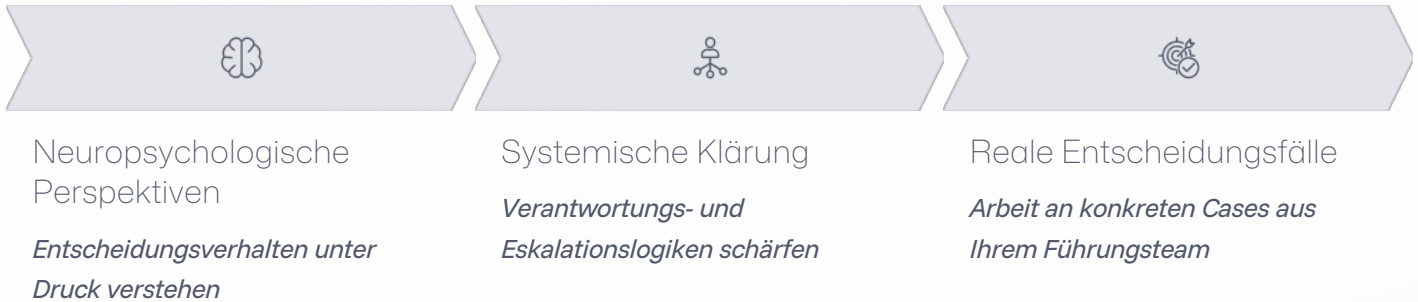 Neuropsychologische
Perspektiven
Entscheidungsverhalten unter
Druck verstehen
Systemische Klärung
Verantwortungs- und
Eskalationslogiken schärfen
Reale Entscheidungsfälle
Arbeit an konkreten Cases aus
Ihrem Führungsteam